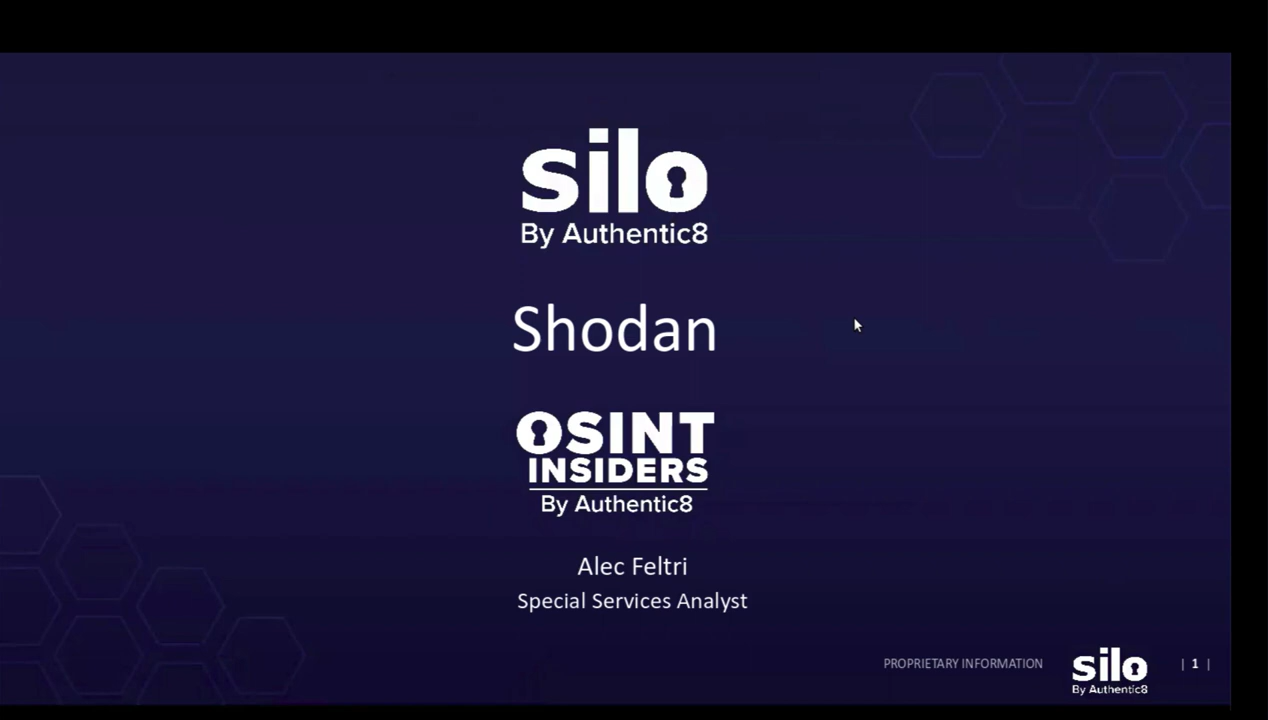 silo
By Authentic8
Shodan
OSINT
INSIDERS
By Authentic8
Alec Feltri
Special Services Analyst
PROPRIETARY INFORMATION
silo
By Authentic8
| 1 |